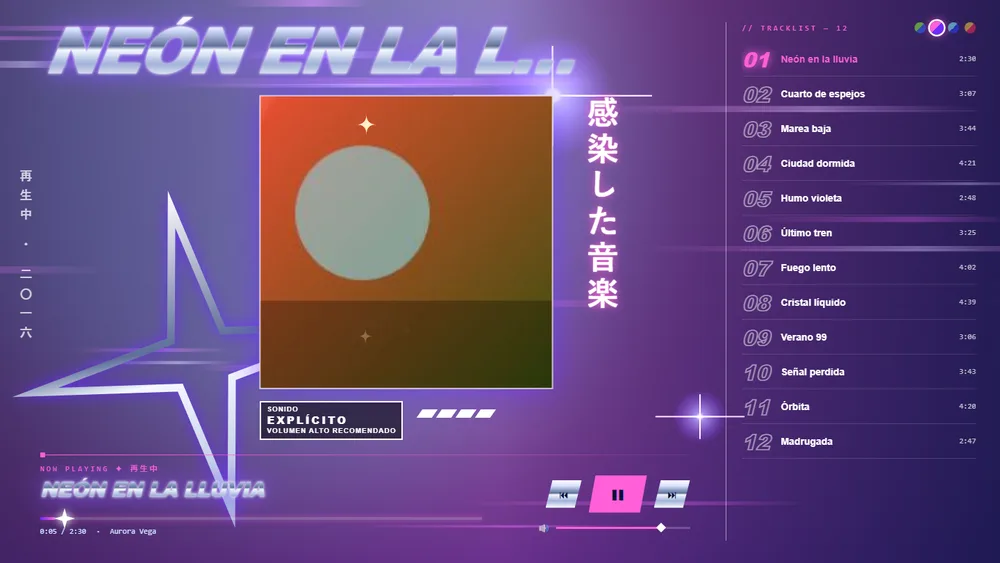 NEÓN EN LA L...
再生中・二〇一六
感染した音楽
SONIDO
EXPLÍCITO
VOLUMEN ALTO RECOMENDADO
NOW PLAYING ✦ 再生中
NEÓN EN LA LLUVIA
0:05 / 2:30 · Aurora Vega
// TRACKLIST — 12
01 Neón en la lluvia 2:30
02 Cuarto de espejos 3:07
03 Marea baja 3:44
04 Ciudad dormida 4:21
05 Humo violeta 2:48
06 Último tren 3:25
07 Fuego lento 4:02
08 Cristal líquido 4:39
09 Verano 99 3:06
10 Señal perdida 3:43
11 Órbita 4:20
12 Madrugada 2:47